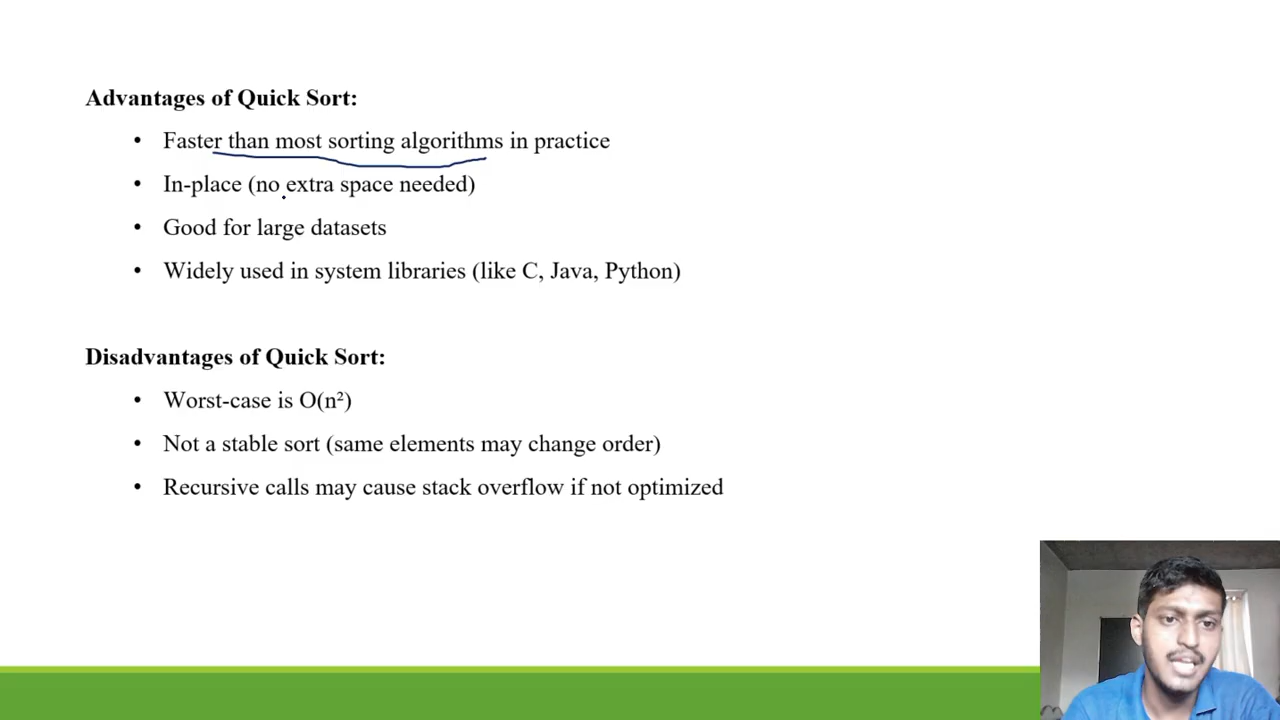 Advantages of Quick Sort:
• Faster than most sorting algorithms in practice
• In-place (no extra space needed)
• Good for large datasets
• Widely used in system libraries (like C, Java, Python)
Disadvantages of Quick Sort:
• Worst-case is O(n²)
• Not a stable sort (same elements may change order)
• Recursive calls may cause stack overflow if not optimized